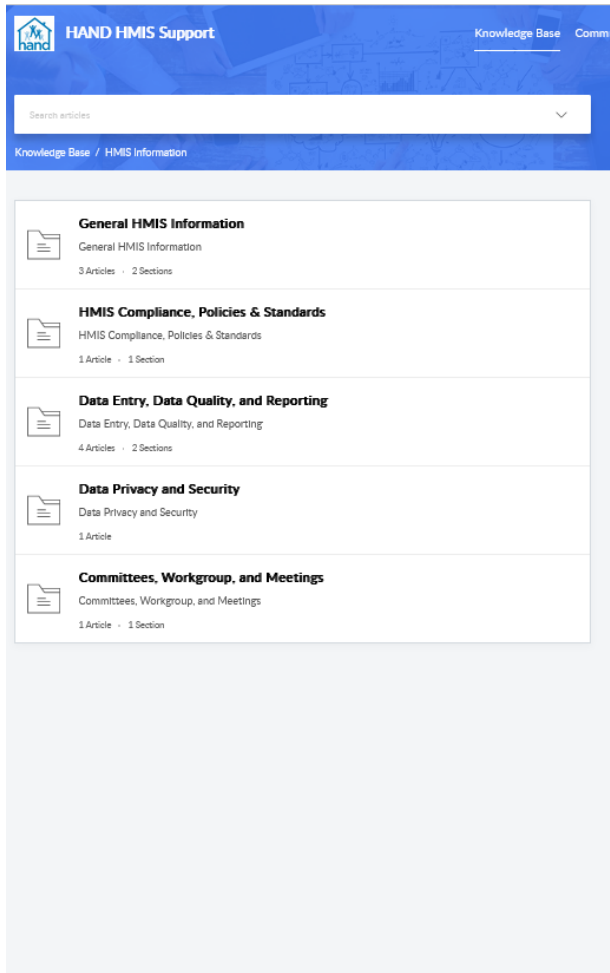 hand
HAND HMIS Support
Knowledge Base Comm
Search articles
Knowledge Base / HMIS Information
General HMIS Information
General HMIS Information
3 Articles · 2 Sections
HMIS Compliance, Policies & Standards
HMIS Compliance, Policies & Standards
1 Article · 1 Section
Data Entry, Data Quality, and Reporting
Data Entry, Data Quality, and Reporting
4 Articles · 2 Sections
Data Privacy and Security
Data Privacy and Security
1 Article
Committees, Workgroup, and Meetings
Committees, Workgroup, and Meetings
1 Article · 1 Section